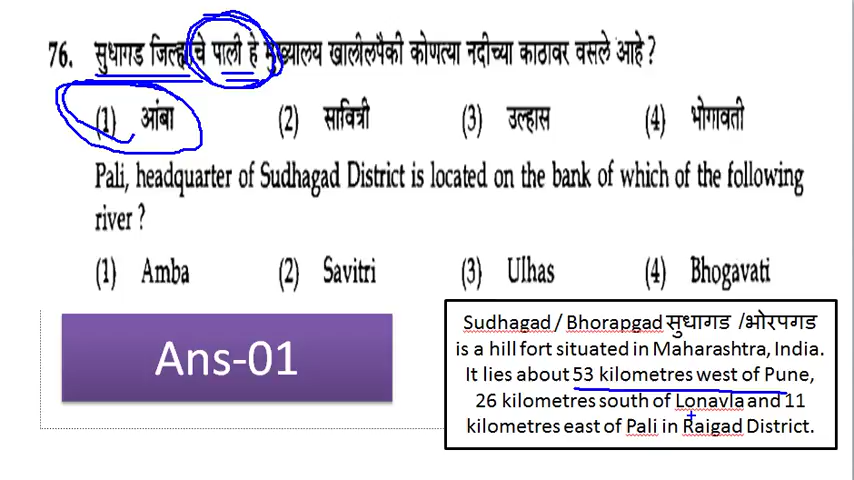 76. सुधागड जिल्ह्याचे पाली हे मुख्यालय खालीलपैकी कोणत्या नदीच्या काठावर वसले आहे ?
(1) आंबा (2) सावित्री (3) उल्हास (4) भोगावती
Pali, headquarter of Sudhagad District is located on the bank of which of the following
river ?
(1) Amba (2) Savitri (3) Ulhas (4) Bhogavati
Ans-01
Sudhagad / Bhorapgad सुधागड /भोरपगड
is a hill fort situated in Maharashtra, India.
It lies about 53 kilometres west of Pune,
26 kilometres south of Lonavla and 11
kilometres east of Pali in Raigad District.